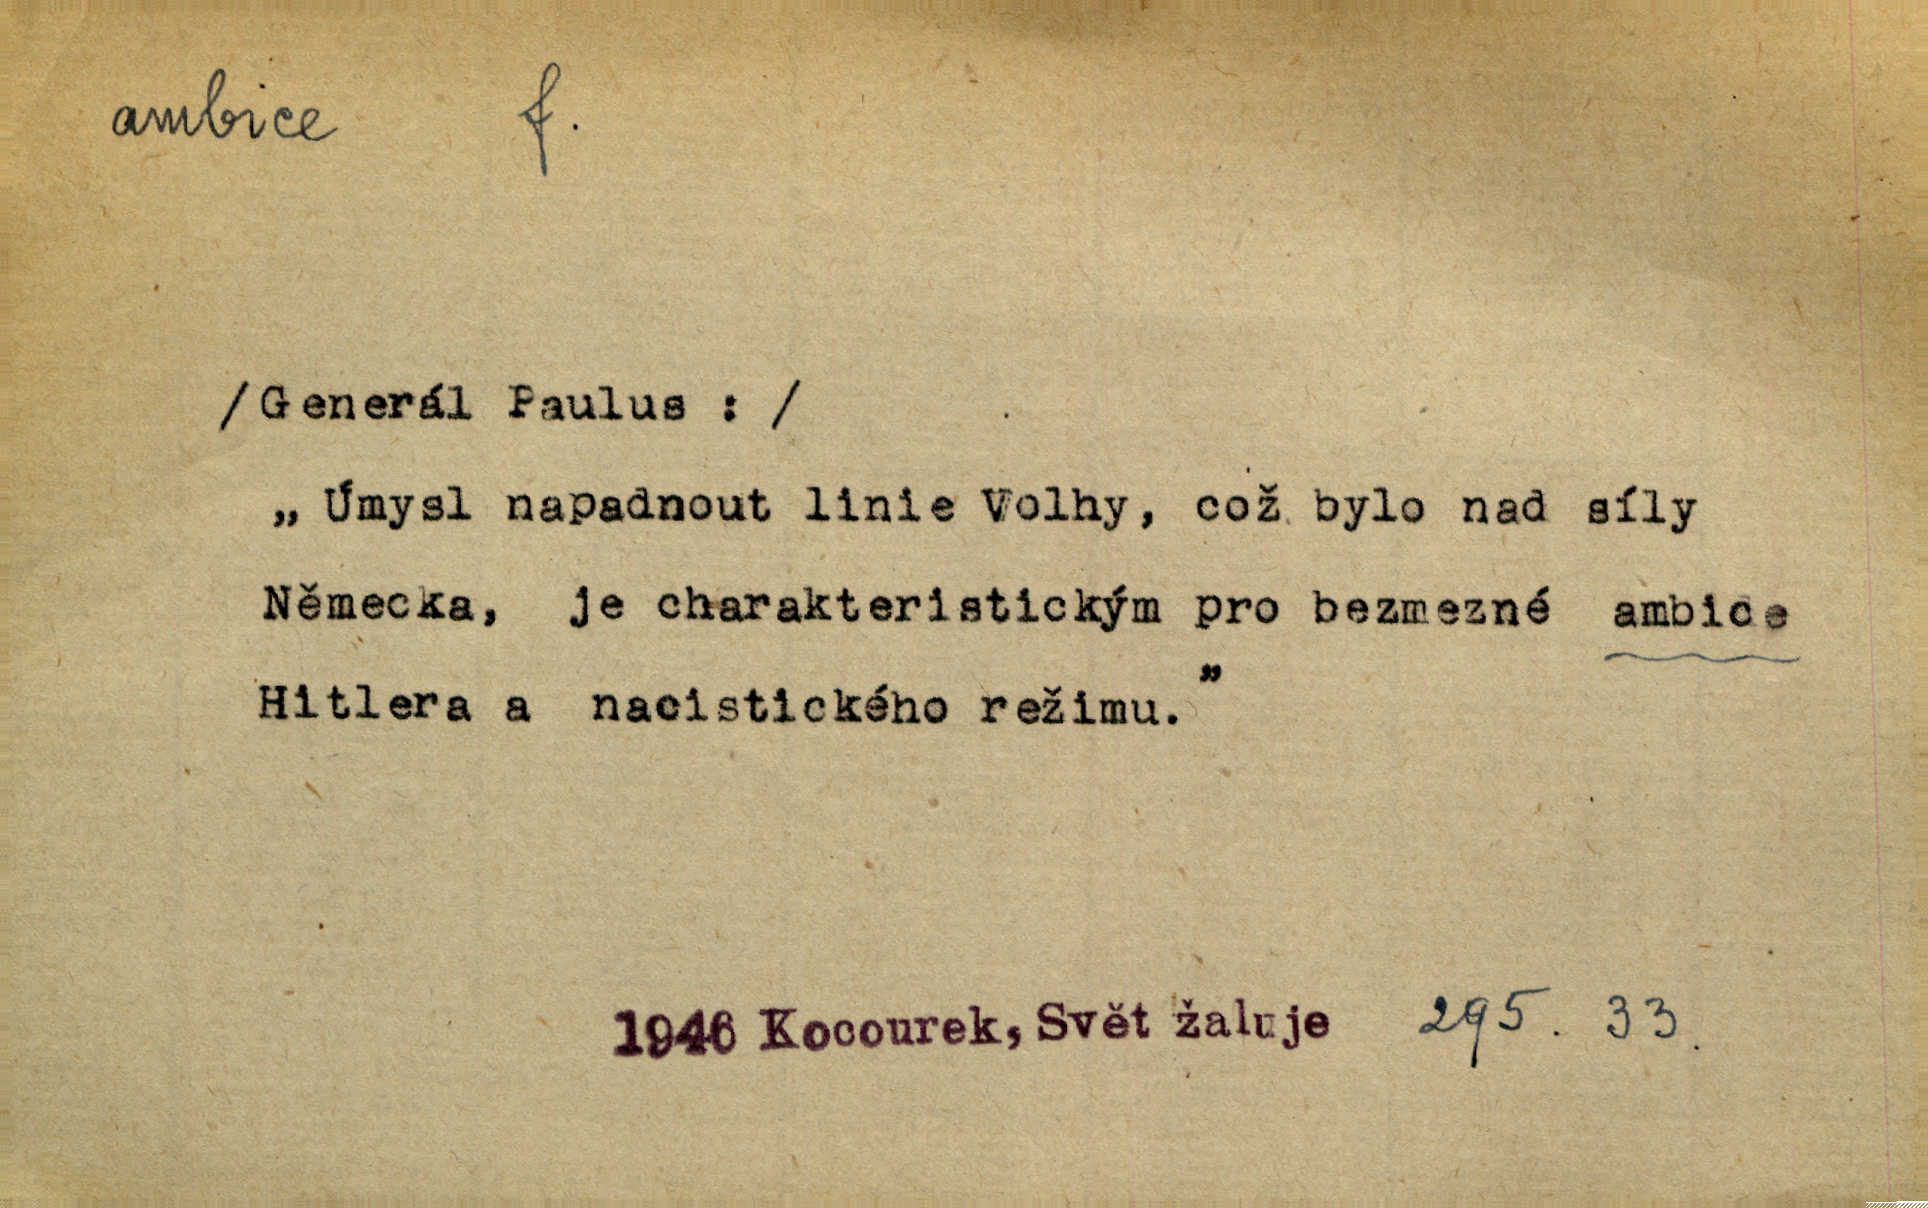 ambice f.
/Generál Paulus : /
„ Úmysl napadnout linie Volhy, což bylo nad síly
Německa, je charakteristickým pro bezmezné ambice
Hitlera a nacistického režimu.”
1946 Kocourek, Svět žaluje 295. 33.